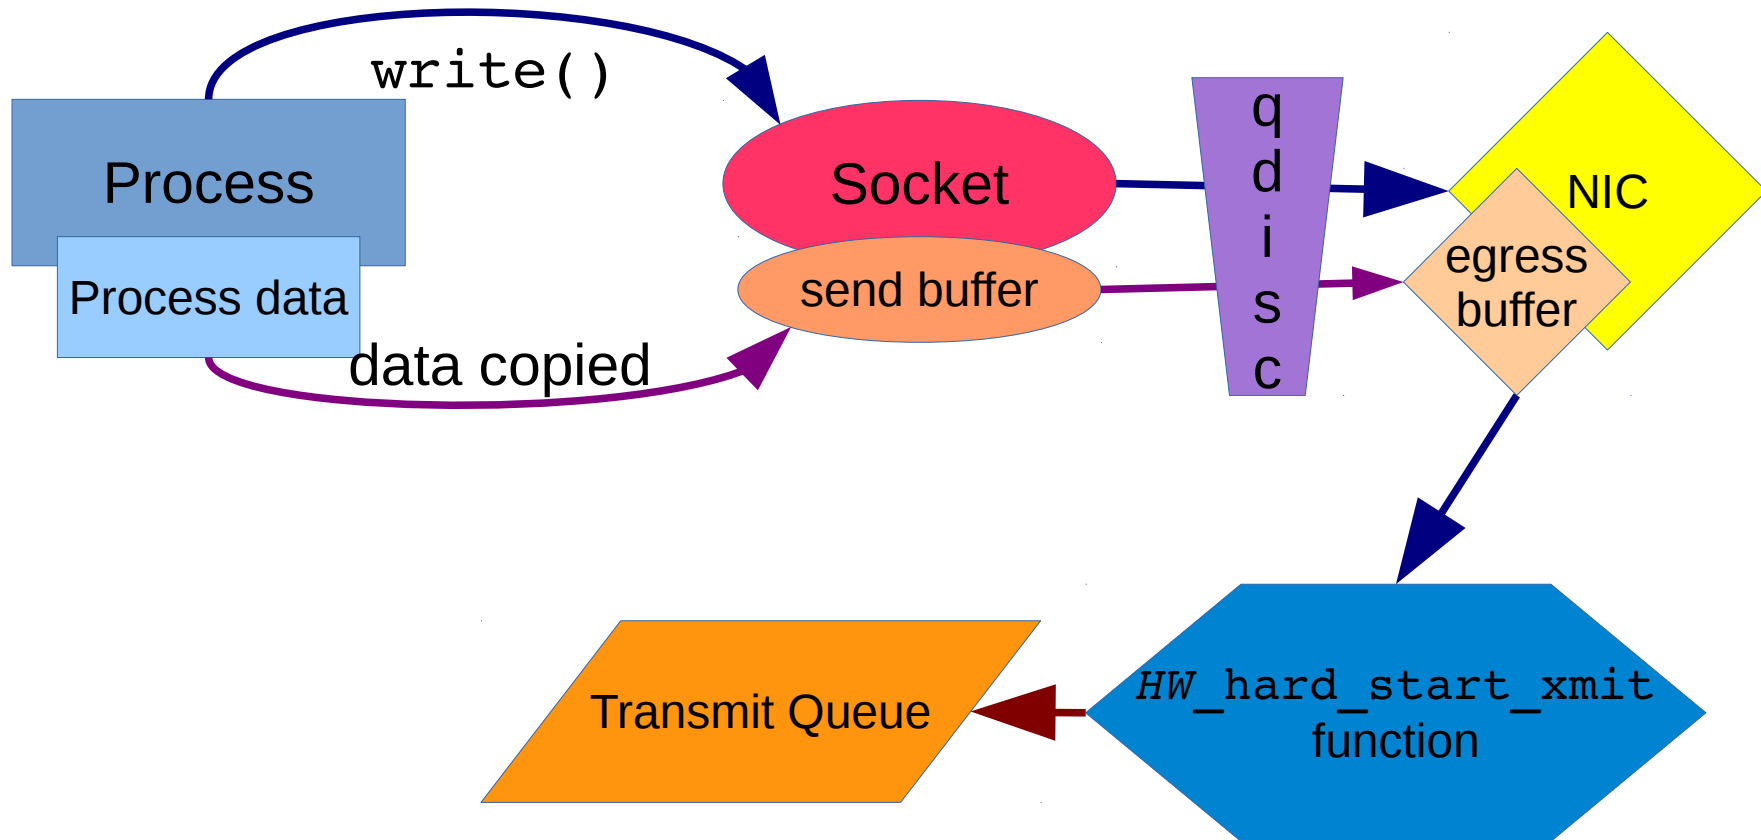 write()
Process
Process data
data copied
Socket
send buffer
q
d
i
s
c
NIC
egress
buffer
HW_hard_start_xmit
function
Transmit Queue